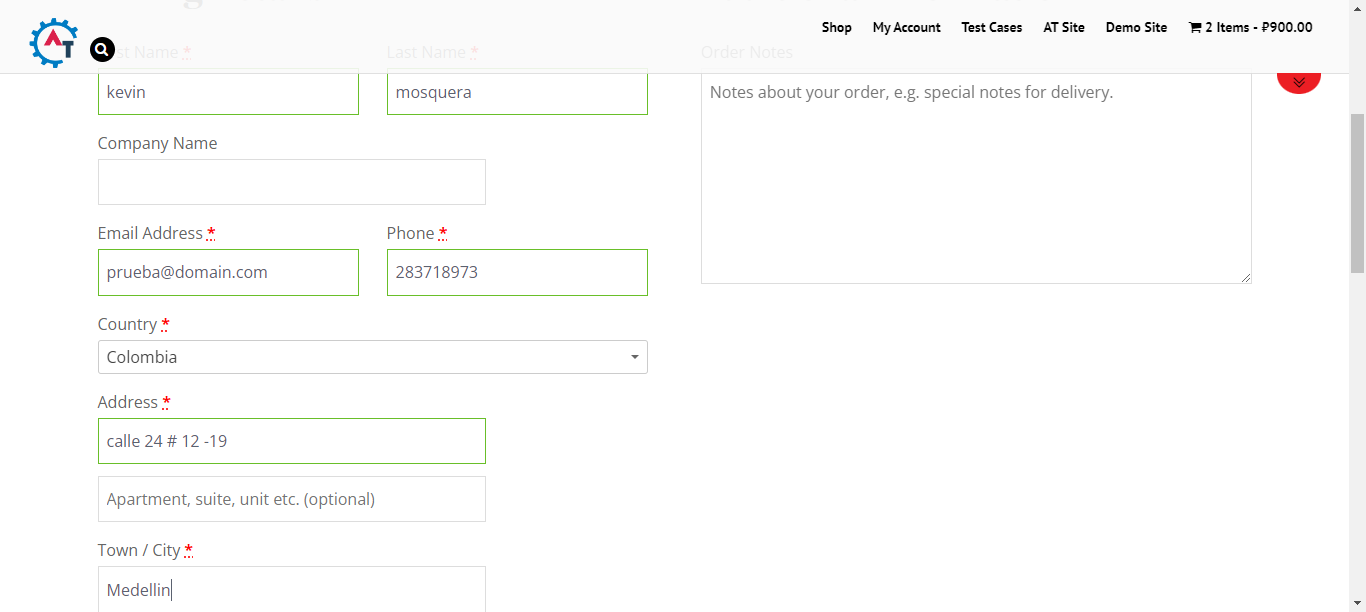 Shop My Account Test Cases AT Site Demo Site 2 Items - ₽900.00
AT
First Name * Last Name * Order Notes
kevin mosquera Notes about your order, e.g. special notes for delivery.
Company Name
Email Address * Phone *
prueba@domain.com 283718973
Country *
Colombia
Address *
calle 24 # 12 -19
Apartment, suite, unit etc. (optional)
Town / City *
Medellin